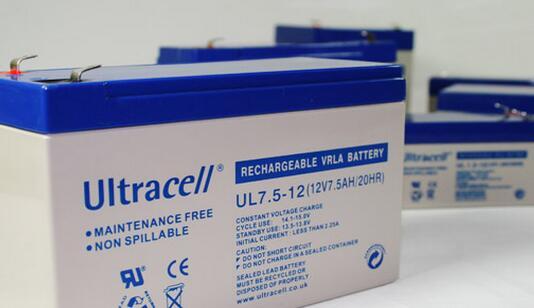 Ultracell®
MAINTENANCE FREE
NON SPILLABLE
RECHARGEABLE VRLA BATTERY
UL7.5-12(12V7.5AH/20HR)
CONSTANT VOLTAGE CHARGE
CYCLE USE: 14.1-15.0V
STANDBY USE: 13.5-13.8V
INITIAL CURRENT: LESS THAN 2.25A
DO NOT SHORT CIRCUIT
DO NOT CHARGE IN A SEALED CONTAINER
SEALED LEAD BATTERY
MUST BE RECYCLED OR
DISPOSED OF PROPERLY
www.ultracell.co.uk
CE
Pb
Ultracell